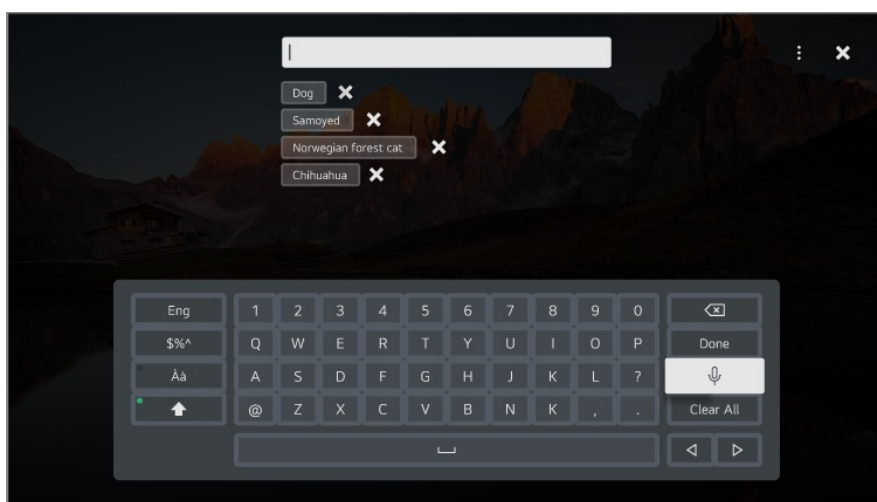 Dog
Samoyed
Norwegian forest cat
Chihuahua
Eng 1 2 3 4 5 6 7 8 9 0
$%^ Q W E R T Y U I O P Done
Àà A S D F G H J K L ?
@ Z X C V B N K , . Clear All